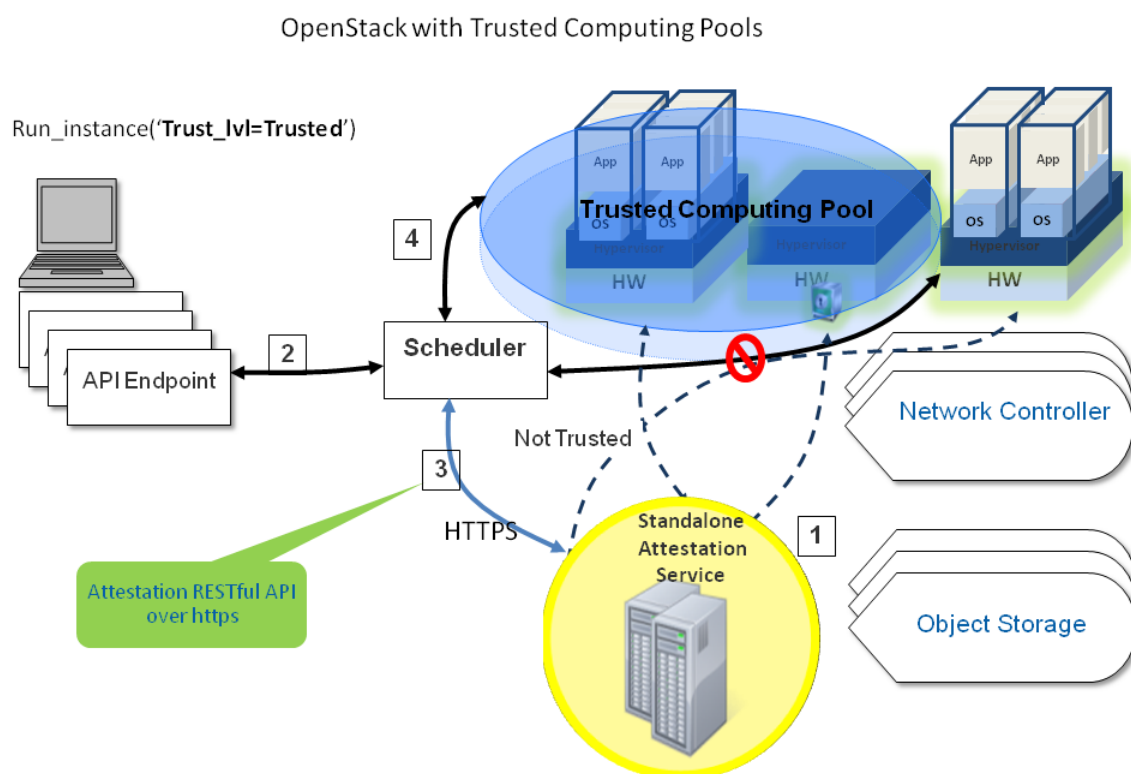 OpenStack with Trusted Computing Pools
Run_instance(‘Trust_lvl=Trusted’)
App
App
OS
OS
Hypervisor
HW
Trusted Computing Pool
Hypervisor
HW
App
App
OS
OS
Hypervisor
HW
4
Scheduler
2
A
A
A
API Endpoint
Network Controller
Not Trusted
3
HTTPS
Standalone
Attestation
Service
1
Attestation RESTful API
over https
Object Storage